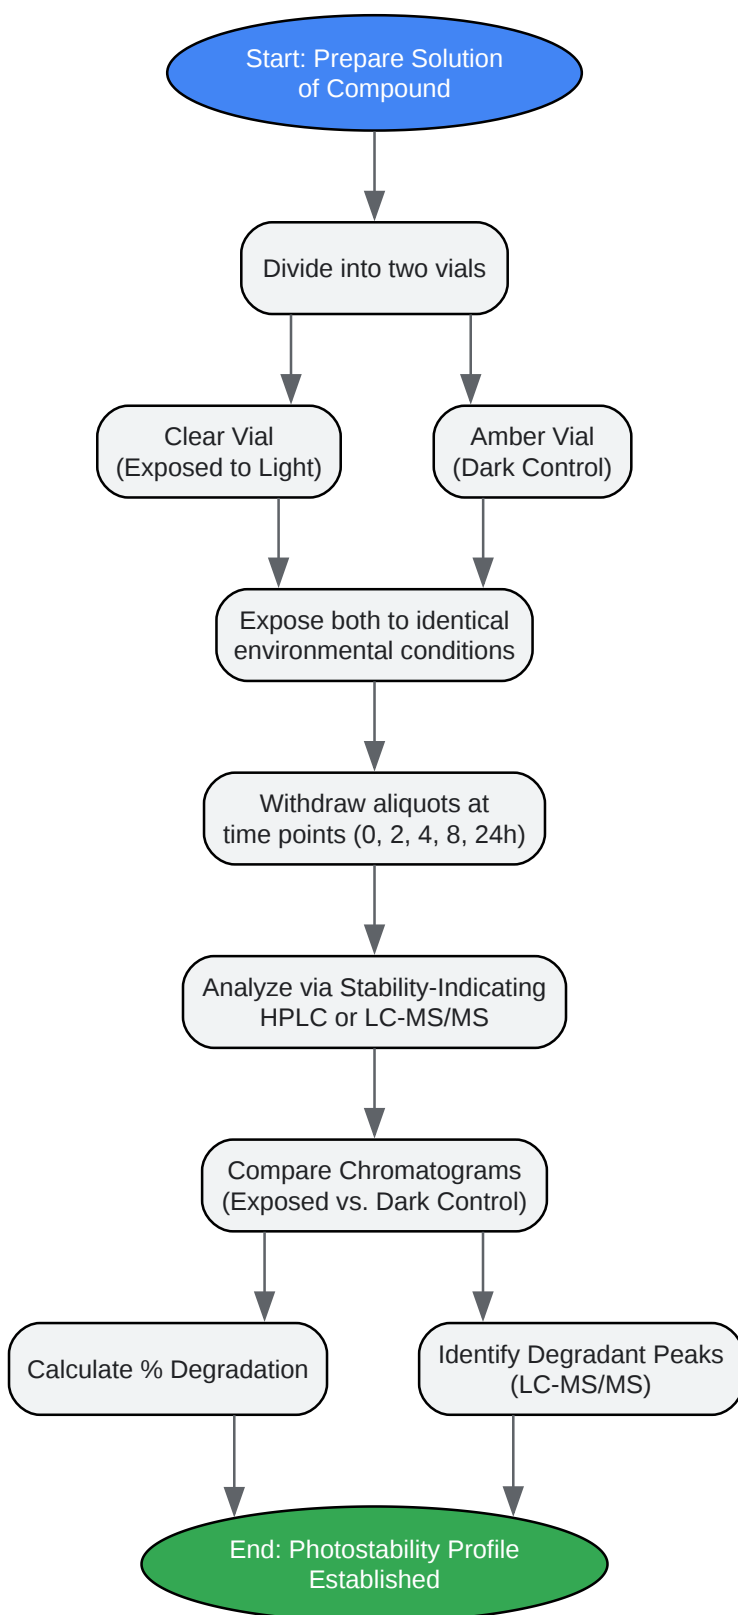 Start: Prepare Solution
of Compound
Divide into two vials
Clear Vial
(Exposed to Light)
Amber Vial
(Dark Control)
Expose both to identical
environmental conditions
Withdraw aliquots at
time points (0, 2, 4, 8, 24h)
Analyze via Stability-Indicating
HPLC or LC-MS/MS
Compare Chromatograms
(Exposed vs. Dark Control)
Calculate % Degradation
Identify Degradant Peaks
(LC-MS/MS)
End: Photostability Profile
Established